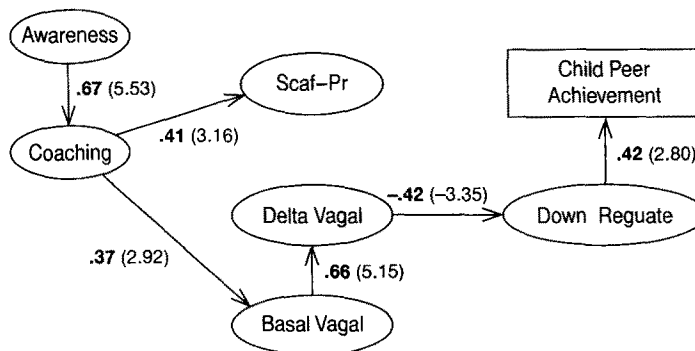 Awareness
.67 (5.53)
Scaf–Pr
Child Peer
Achievement
.41 (3.16)
Coaching
.42 (2.80)
–.42 (–3.35)
Delta Vagal
Down Reguate
.37 (2.92)
.66 (5.15)
Basal Vagal